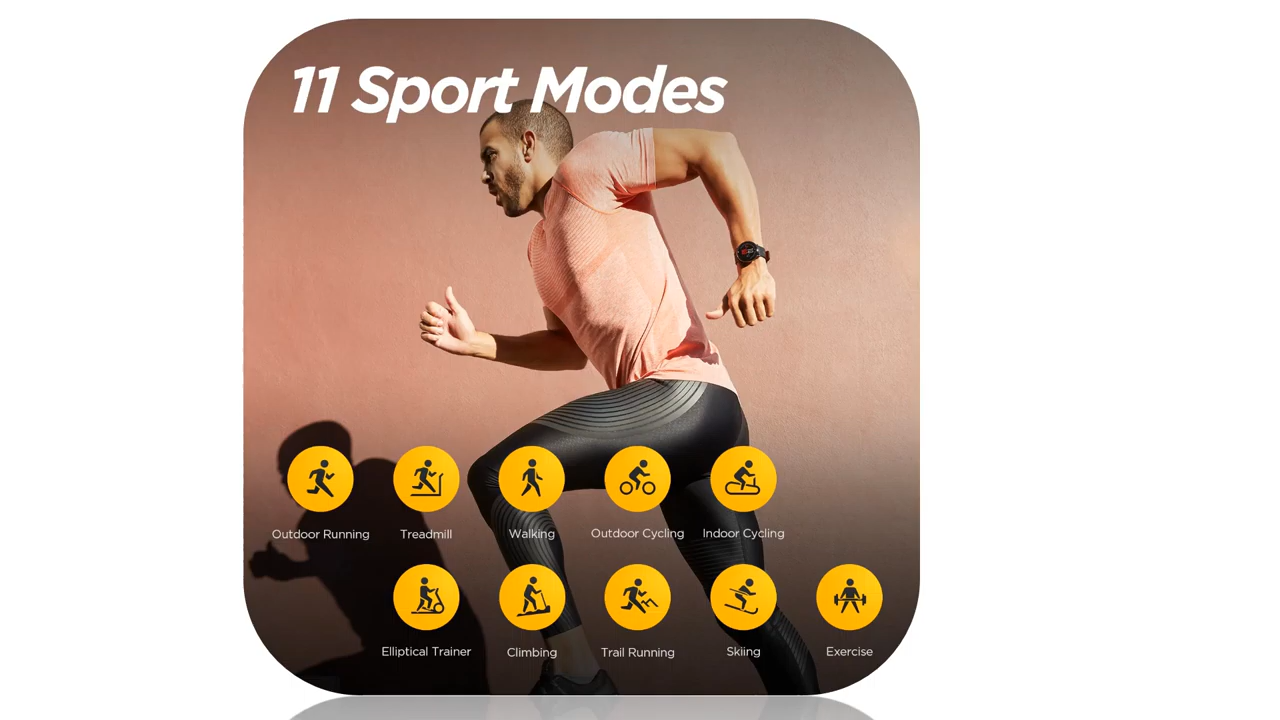 11 Sport Modes
Outdoor Running
Treadmill
Walking
Outdoor Cycling
Indoor Cycling
Elliptical Trainer
Climbing
Trail Running
Skiing
Exercise